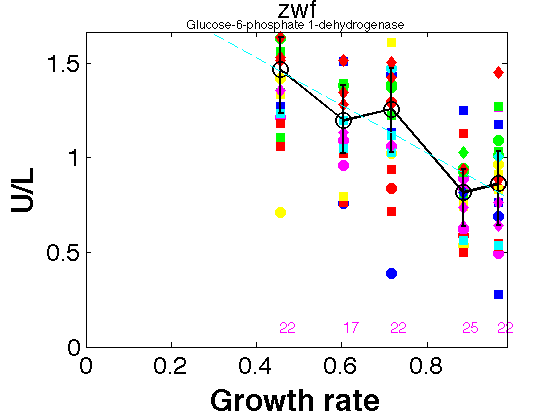 zwf
Glucose-6-phosphate 1-dehydrogenase
1.5
1
0.5
0
U/L
22 17 22 25 22
0 0.2 0.4 0.6 0.8
Growth rate